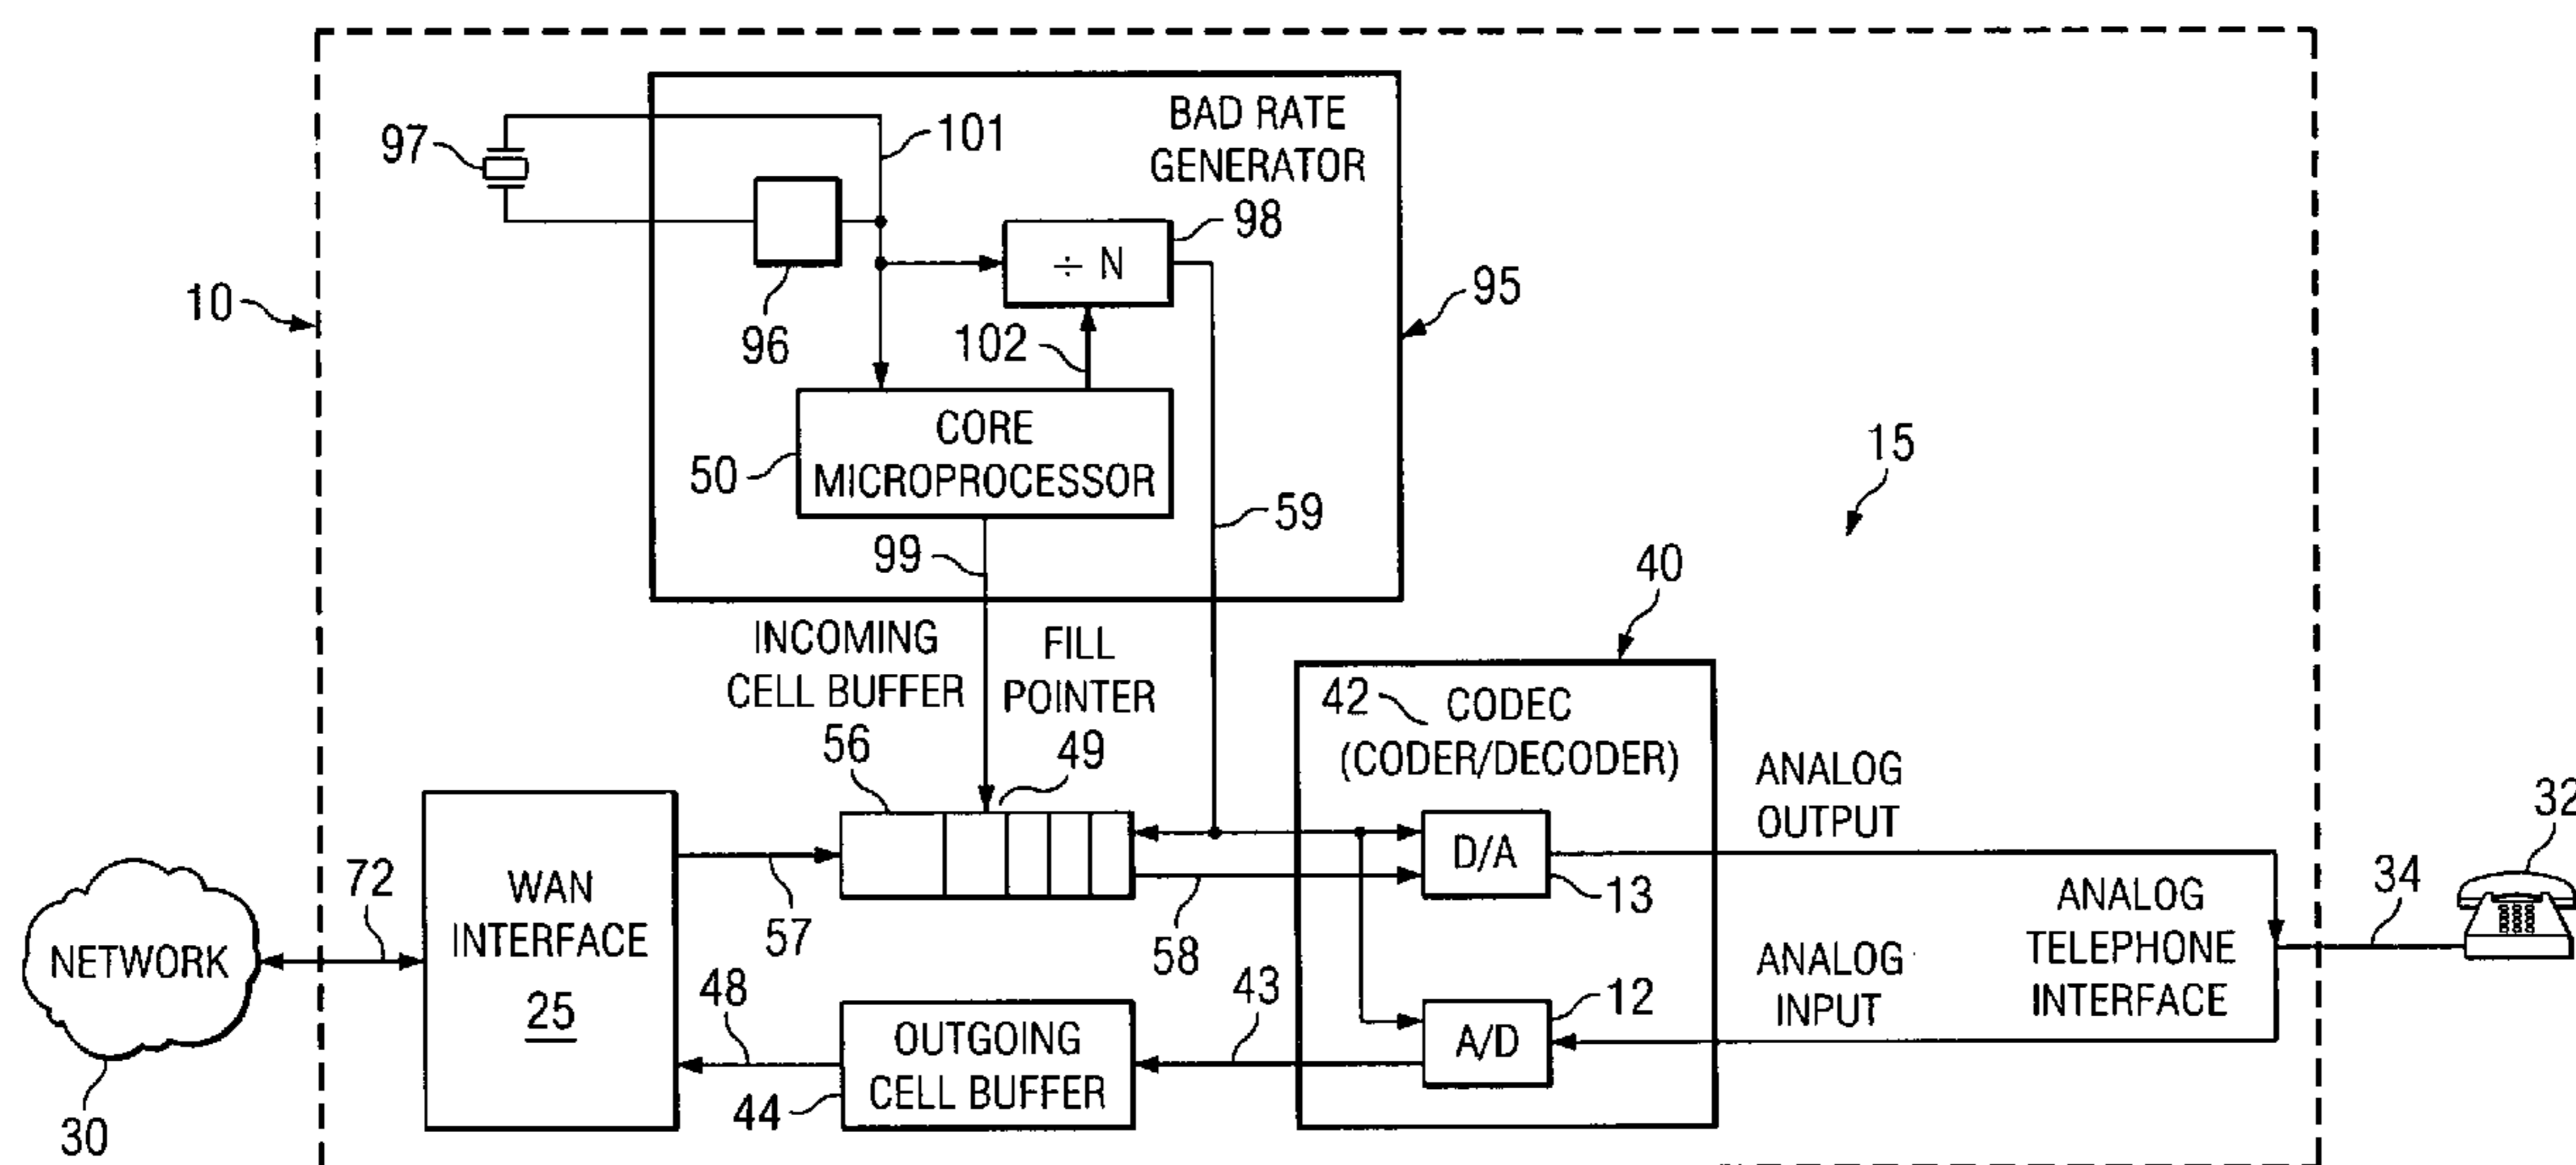 BAD RATE
GENERATOR
97
101
98
÷ N
10
96
95
102
CORE
MICROPROCESSOR
50
15
59
99
40
INCOMING
CELL BUFFER
56
FILL
POINTER
49
42
CODEC
(CODER/DECODER)
ANALOG
OUTPUT
32
D/A
13
72
WAN
INTERFACE
25
57
58
34
ANALOG
TELEPHONE
INTERFACE
NETWORK
30
ANALOG
INPUT
48
43
12
A/D
OUTGOING
CELL BUFFER
44